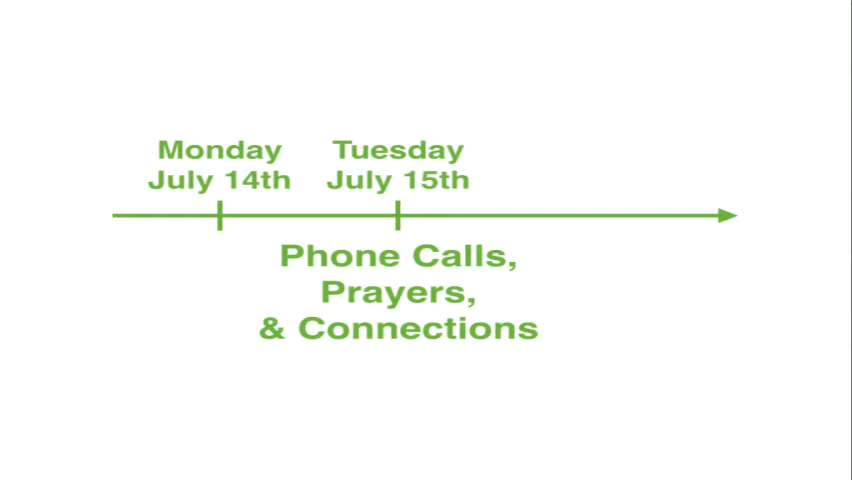 Monday
July 14th
Tuesday
July 15th
Phone Calls,
Prayers,
& Connections